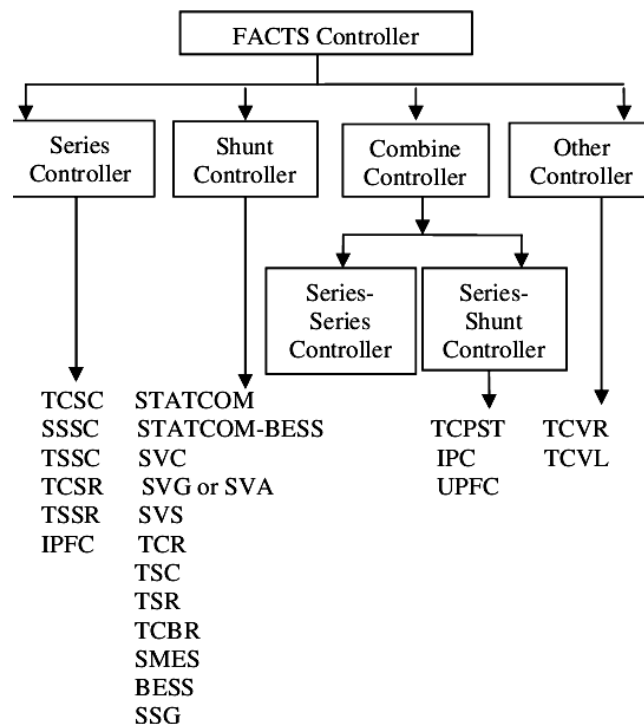 FACTS Controller
Series
Controller
Shunt
Controller
Combine
Controller
Other
Controller
Series-
Series
Controller
Series-
Shunt
Controller
TCSC
SSSC
TSSC
TCSR
TSSR
IPFC
STATCOM
STATCOM-BESS
SVC
SVG or SVA
SVS
TCR
TSC
TSR
TCBR
SMES
BESS
SSG
TCPST
IPC
UPFC
TCVR
TCVL